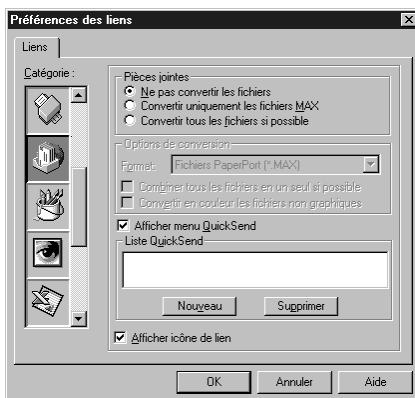 Préférences des liens
Liens
Catégorie :
Pièces jointes
Ne pas convertir les fichiers
Convertir uniquement les fichiers MAX
Convertir tous les fichiers si possible
Options de conversion
Format: Fichiers PaperPort (*.MAX)
Combiner tous les fichiers en un seul si possible
Convertir en couleur les fichiers non graphiques
Afficher menu QuickSend
Liste QuickSend
Nouveau Supprimer
Afficher icône de lien
OK Annuler Aide